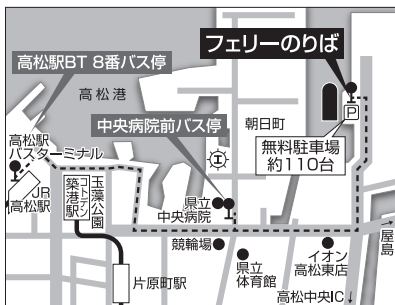 フェリーのりば
高松駅BT 8番バス停
高松港
中央病院前バス停
朝日町
P
無料駐車場
約110台
高松駅
バスターミナル
JR
高松駅
玉藻公園
コトデン
築港駅
県立
中央病院
競輪場
県立
体育館
イオン
高松東店
屋島
片原町駅
高松中央IC